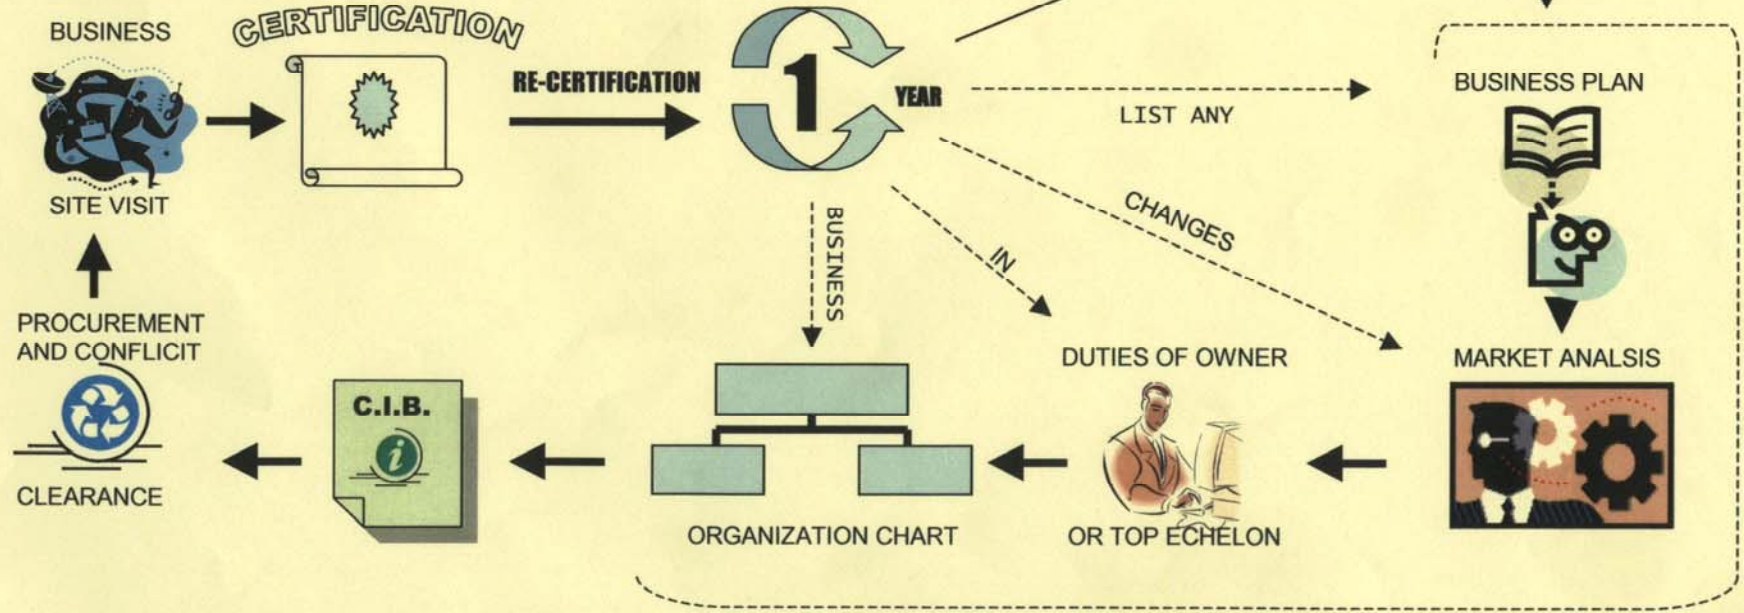 BUSINESS
CERTIFICATION
RE-CERTIFICATION
1
YEAR
LIST ANY
BUSINESS PLAN
SITE VISIT
BUSINESS
IN
CHANGES
PROCUREMENT
AND CONFLICIT
CLEARANCE
C.I.B.
i
ORGANIZATION CHART
DUTIES OF OWNER
OR TOP ECHELON
MARKET ANALSIS